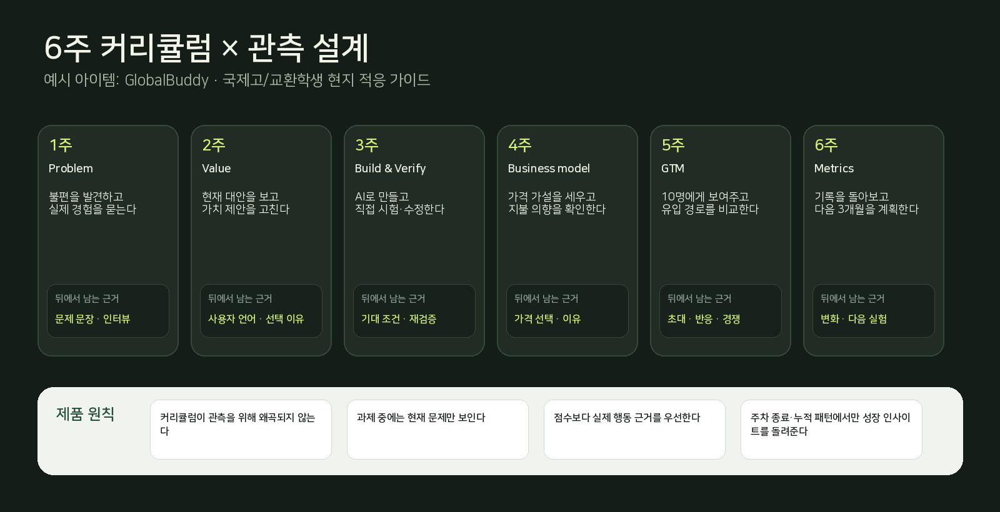 6주 커리큘럼 × 관측 설계
예시 아이템: GlobalBuddy · 국제고/교환학생 현지 적응 가이드
1주
Problem
불편을 발견하고
실제 경험을 묻는다
뒤에서 남는 근거
문제 문장 · 인터뷰
2주
Value
현재 대안을 보고
가치 제안을 고친다
뒤에서 남는 근거
사용자 언어 · 선택 이유
3주
Build & Verify
AI로 만들고
직접 시험·수정한다
뒤에서 남는 근거
기대 조건 · 재검증
4주
Business model
가격 가설을 세우고
지불 의향을 확인한다
뒤에서 남는 근거
가격 선택 · 이유
5주
GTM
10명에게 보여주고
유입 경로를 비교한다
뒤에서 남는 근거
초대 · 반응 · 경쟁
6주
Metrics
기록을 돌아보고
다음 3개월을 계획한다
뒤에서 남는 근거
변화 · 다음 실험
제품 원칙
커리큘럼이 관측을 위해 왜곡되지 않는
다
과제 중에는 현재 문제만 보인다
점수보다 실제 행동 근거를 우선한다
주차 종료·누적 패턴에서만 성장 인사이
트를 돌려준다